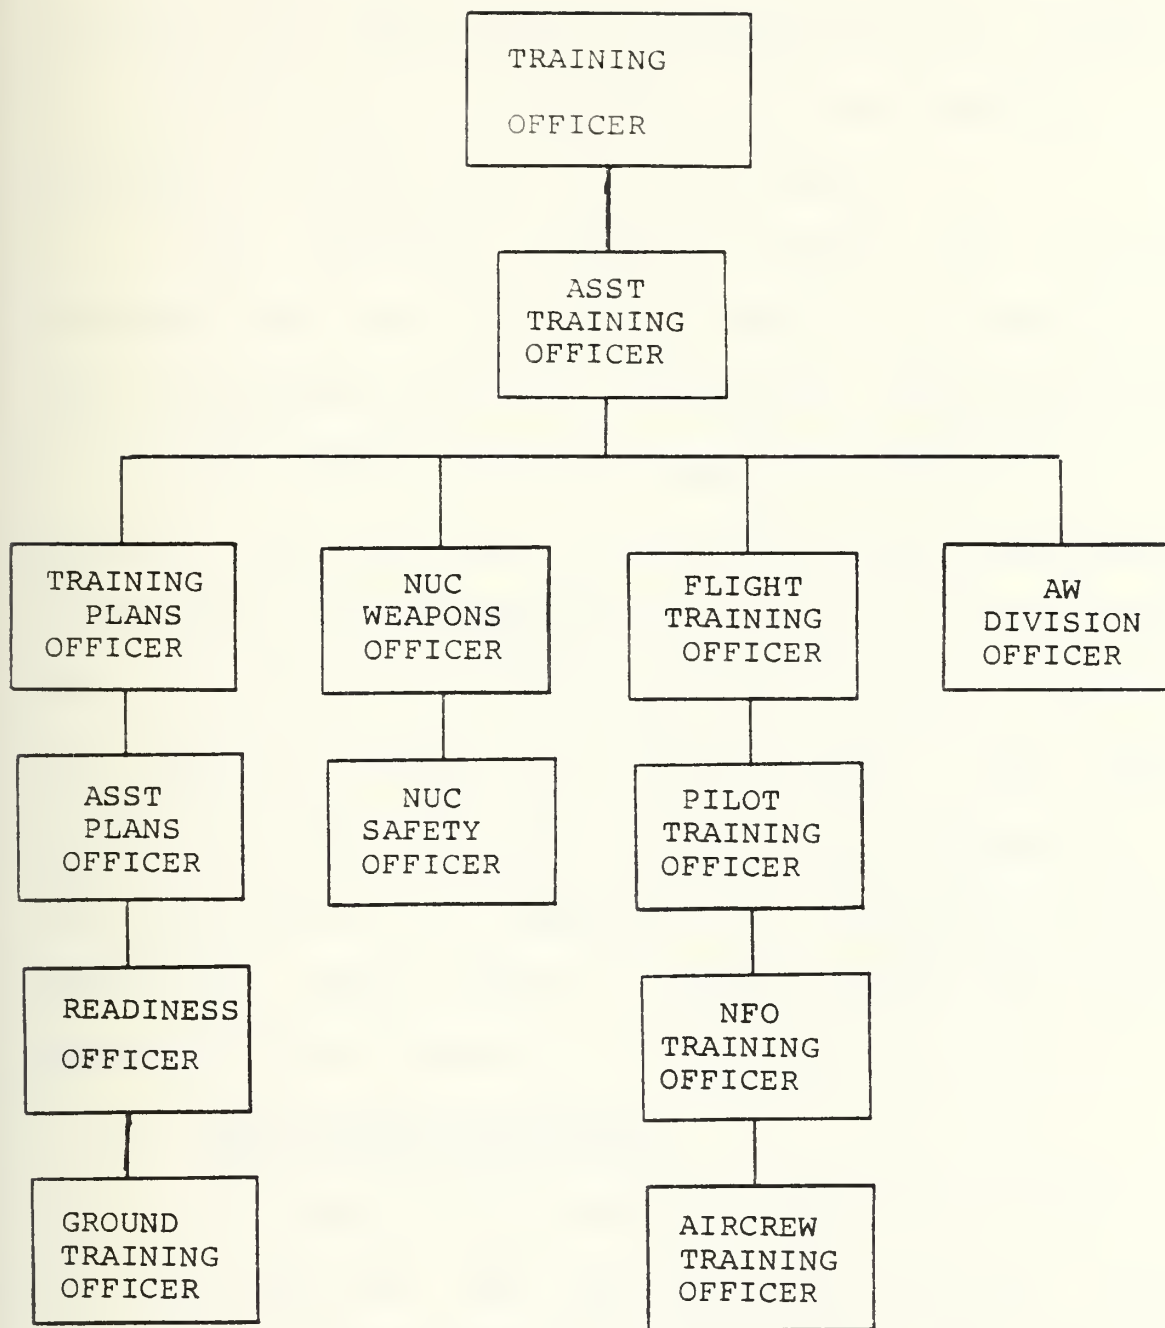 TRAINING
OFFICER
ASST
TRAINING
OFFICER
TRAINING
PLANS
OFFICER
NUC
WEAPONS
OFFICER
FLIGHT
TRAINING
OFFICER
AW
DIVISION
OFFICER
ASST
PLANS
OFFICER
NUC
SAFETY
OFFICER
PILOT
TRAINING
OFFICER
READINESS
OFFICER
NFO
TRAINING
OFFICER
GROUND
TRAINING
OFFICER
AIRCREW
TRAINING
OFFICER